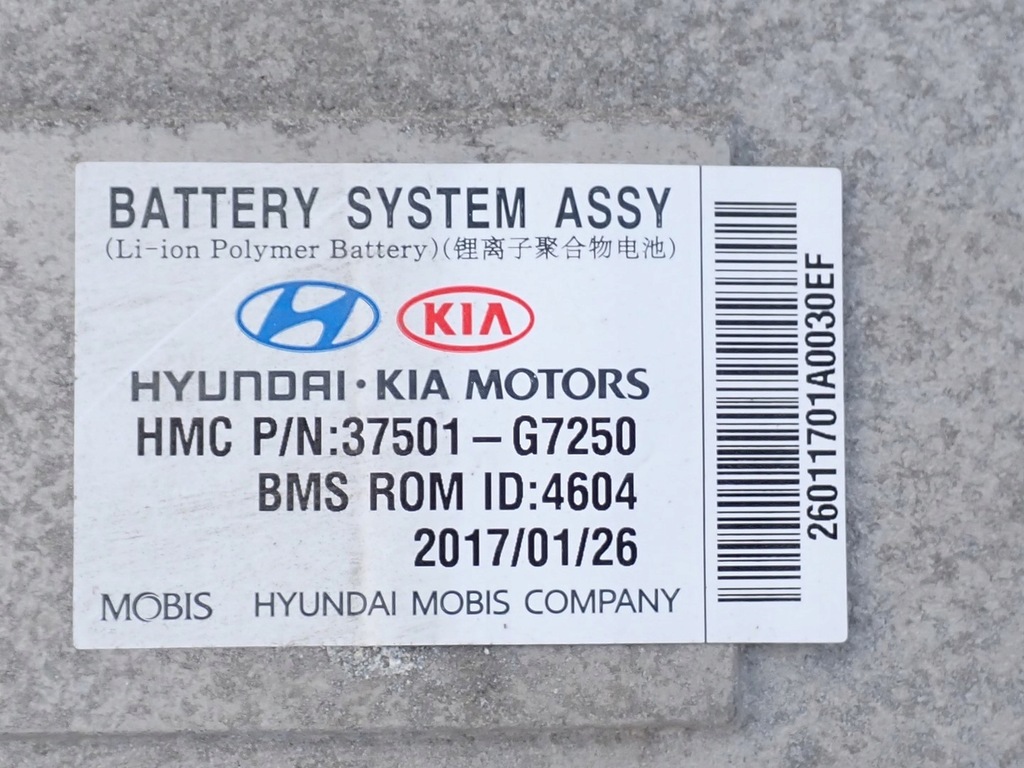 BATTERY SYSTEM ASSY
(Li-ion Polymer Battery)(锂离子聚合物电池)
KIA
HYUNDAI·KIA MOTORS
HMC P/N:37501-G7250
BMS ROM ID:4604
2017/01/26
MOBIS HYUNDAI MOBIS COMPANY
26011701A0030EF